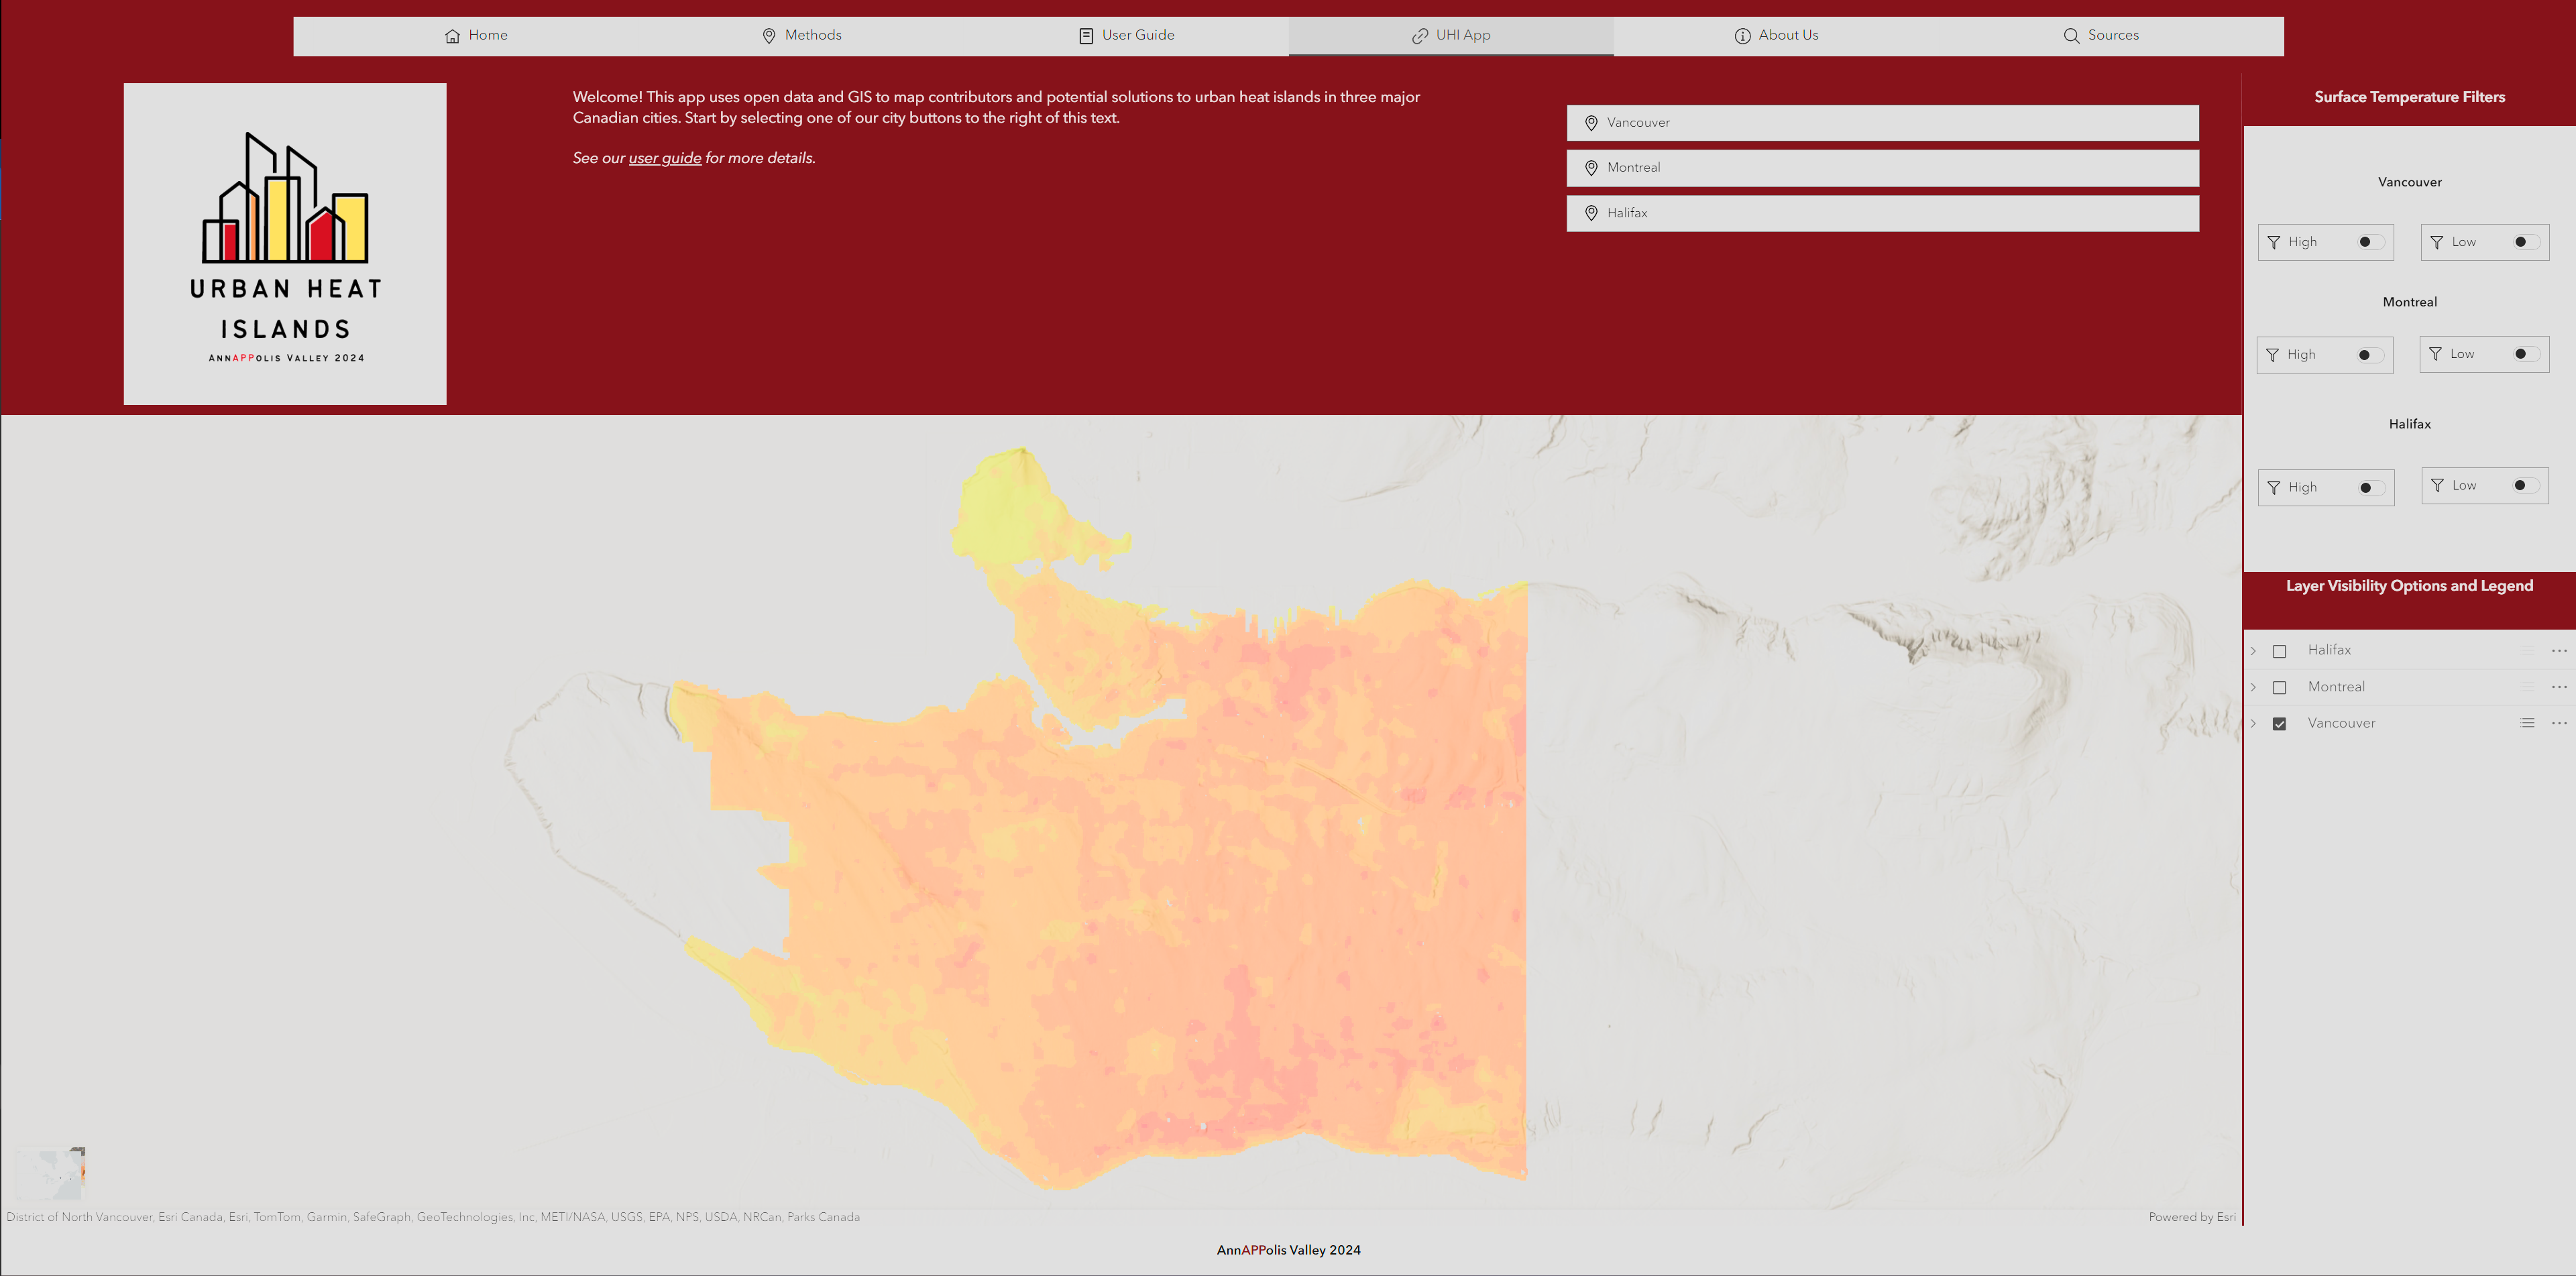 Home
Methods
User Guide
UHI App
About Us
Sources
URBAN HEAT
ISLANDS
ANNAPPOLIS VALLEY 2024
Welcome! This app uses open data and GIS to map contributors and potential solutions to urban heat islands in three major
Canadian cities. Start by selecting one of our city buttons to the right of this text.
See our user guide for more details.
Vancouver
Montreal
Halifax
Surface Temperature Filters
Vancouver
High
Low
Montreal
High
Low
Halifax
High
Low
Layer Visibility Options and Legend
Halifax
Montreal
Vancouver
District of North Vancouver, Esri Canada, Esri, TomTom, Garmin, SafeGraph, GeoTechnologies, Inc, METI/NASA, USGS, EPA, NPS, USDA, NRCan, Parks Canada
Powered by Esri
AnnAPPolis Valley 2024